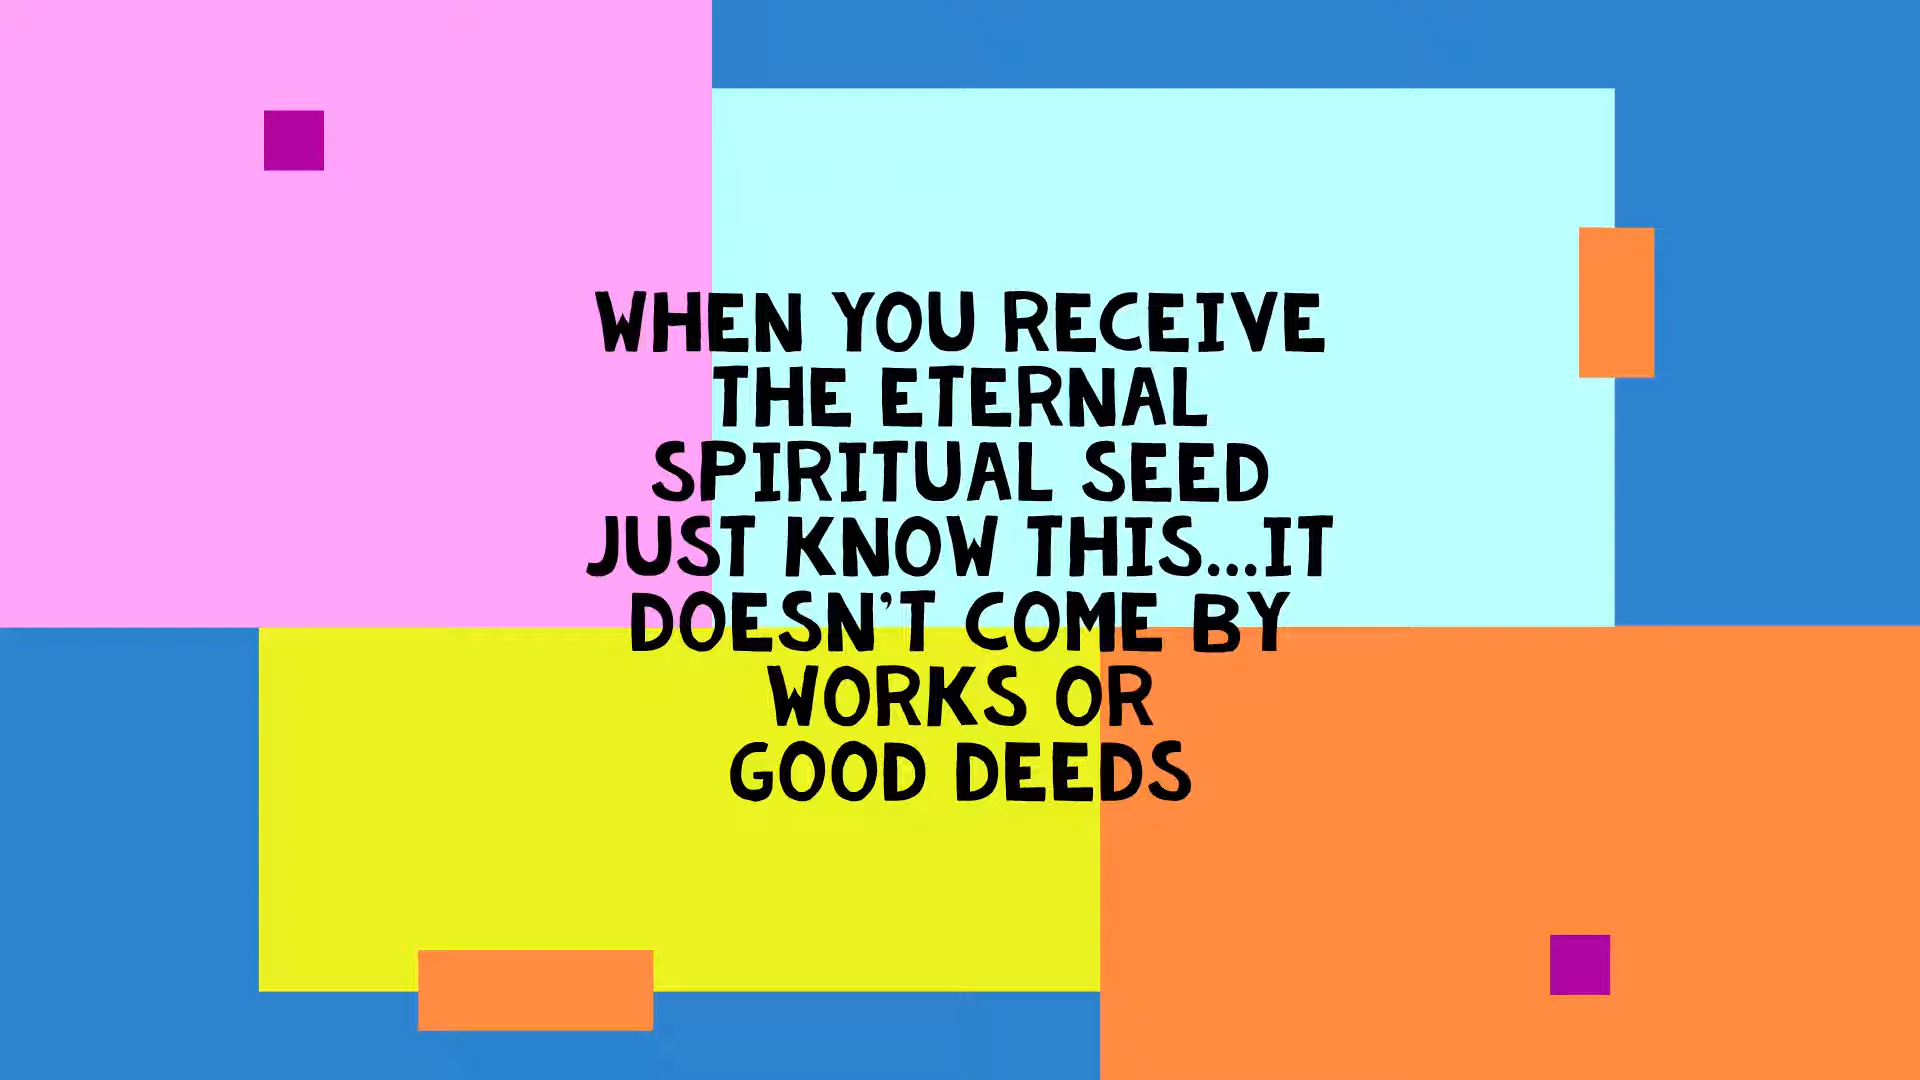 WHEN YOU RECEIVE
THE ETERNAL
SPIRITUAL SEED
JUST KNOW THIS...IT
DOESN'T COME BY
WORKS OR
GOOD DEEDS